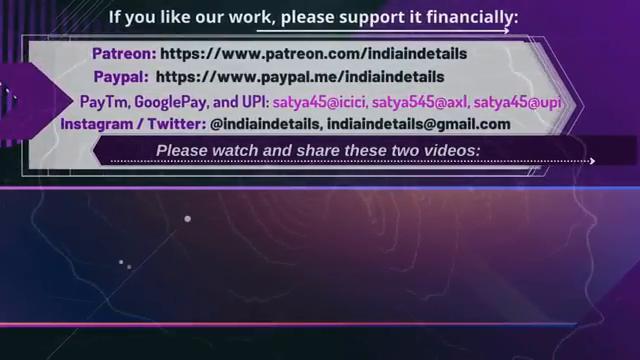 If you like our work, please support it financially:
Patreon: https://www.patreon.com/indiaindetails
Paypal: https://www.paypal.me/indiaindetails
PayTm, GooglePay, and UPI: satya45@icici, satya545@axl, satya45@upi
Instagram / Twitter: @indiaindetails, indiaindetails@gmail.com
Please watch and share these two videos: